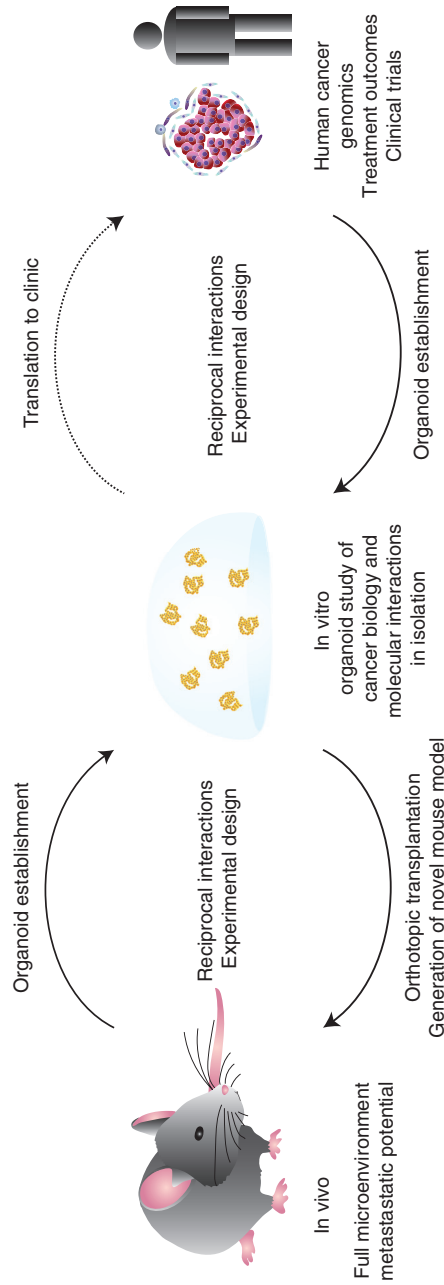 Organoid establishment
Translation to clinic
Reciprocal interactions
Experimental design
Reciprocal interactions
Experimental design
In vivo
Full microenvironment
metastastatic potential
Orthotopic transplantation
Generation of novel mouse model
In vitro
organoid study of
cancer biology and
molecular interactions
in isolation
Organoid establishment
Human cancer
genomics
Treatment outcomes
Clinical trials